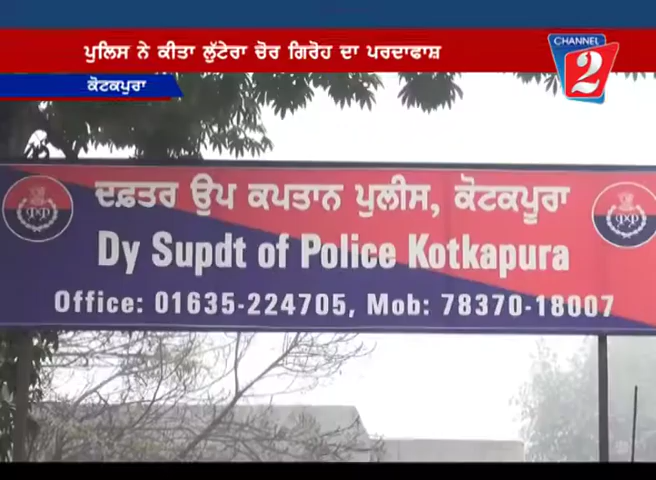 ਪੁਲਿਸ ਨੇ ਕੀਤਾ ਲੁੱਟੇਰਾ ਚੋਰ ਗਿਰੋਹ ਦਾ ਪਰਦਾਫਾਸ਼
CHANNEL 2
ਕੋਟਕਪੁਰਾ
ਦਫ਼ਤਰ ਉਪ ਕਪਤਾਨ ਪੁਲੀਸ, ਕੋਟਕਪੂਰਾ
Dy Supdt of Police Kotkapura
Office: 01635-224705, Mob: 78370-18007